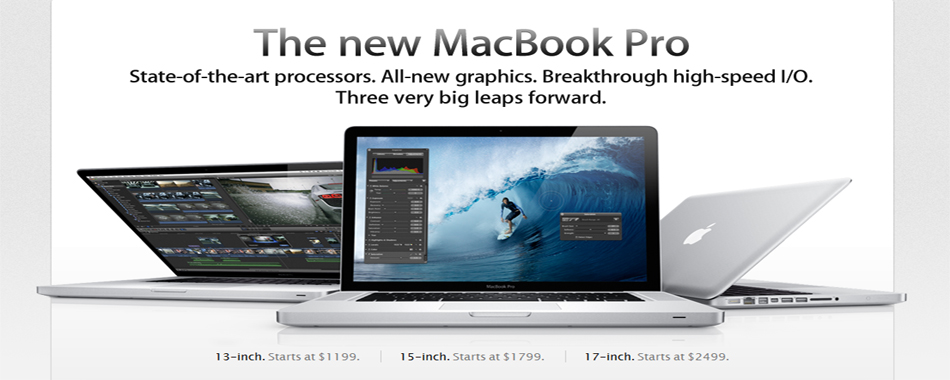 The new MacBook Pro
State-of-the-art processors. All-new graphics. Breakthrough high-speed I/O.
Three very big leaps forward.
MacBook Pro
13-inch. Starts at $1199. 15-inch. Starts at $1799. 17-inch. Starts at $2499.